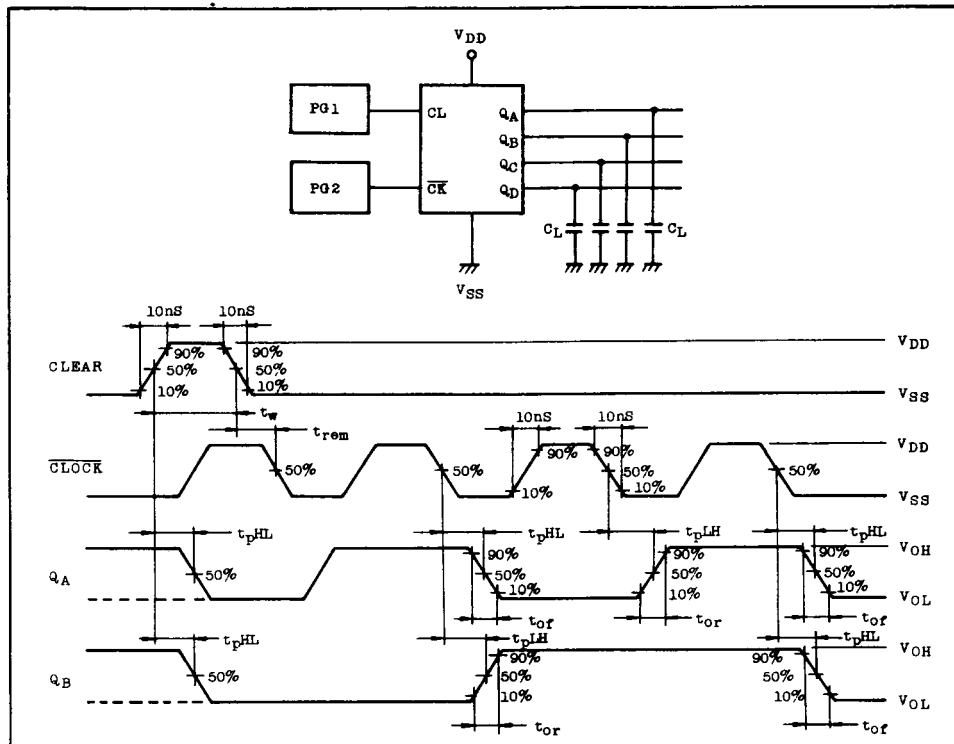 VDD
PG1
CL
QA
QB
PG2
CK
QC
QD
CL
CL
VSS
10nS 10nS
CLEAR
90% 90% VDD
50% 50%
10% 10% VSS
tw
trem
10nS 10nS
CLOCK
50% 50% 90% 90% 50% 50% VDD
10% 10% VSS
tpHL tpHL tpLH tpHL
QA
50% 90% 90% 90% VOH
50% 50% 50%
10% 10% 10% VOL
tof tor tof
tpHL tpLH tpHL
QB
50% 90% 90% VOH
50% 50%
10% 10% VOL
tor tof